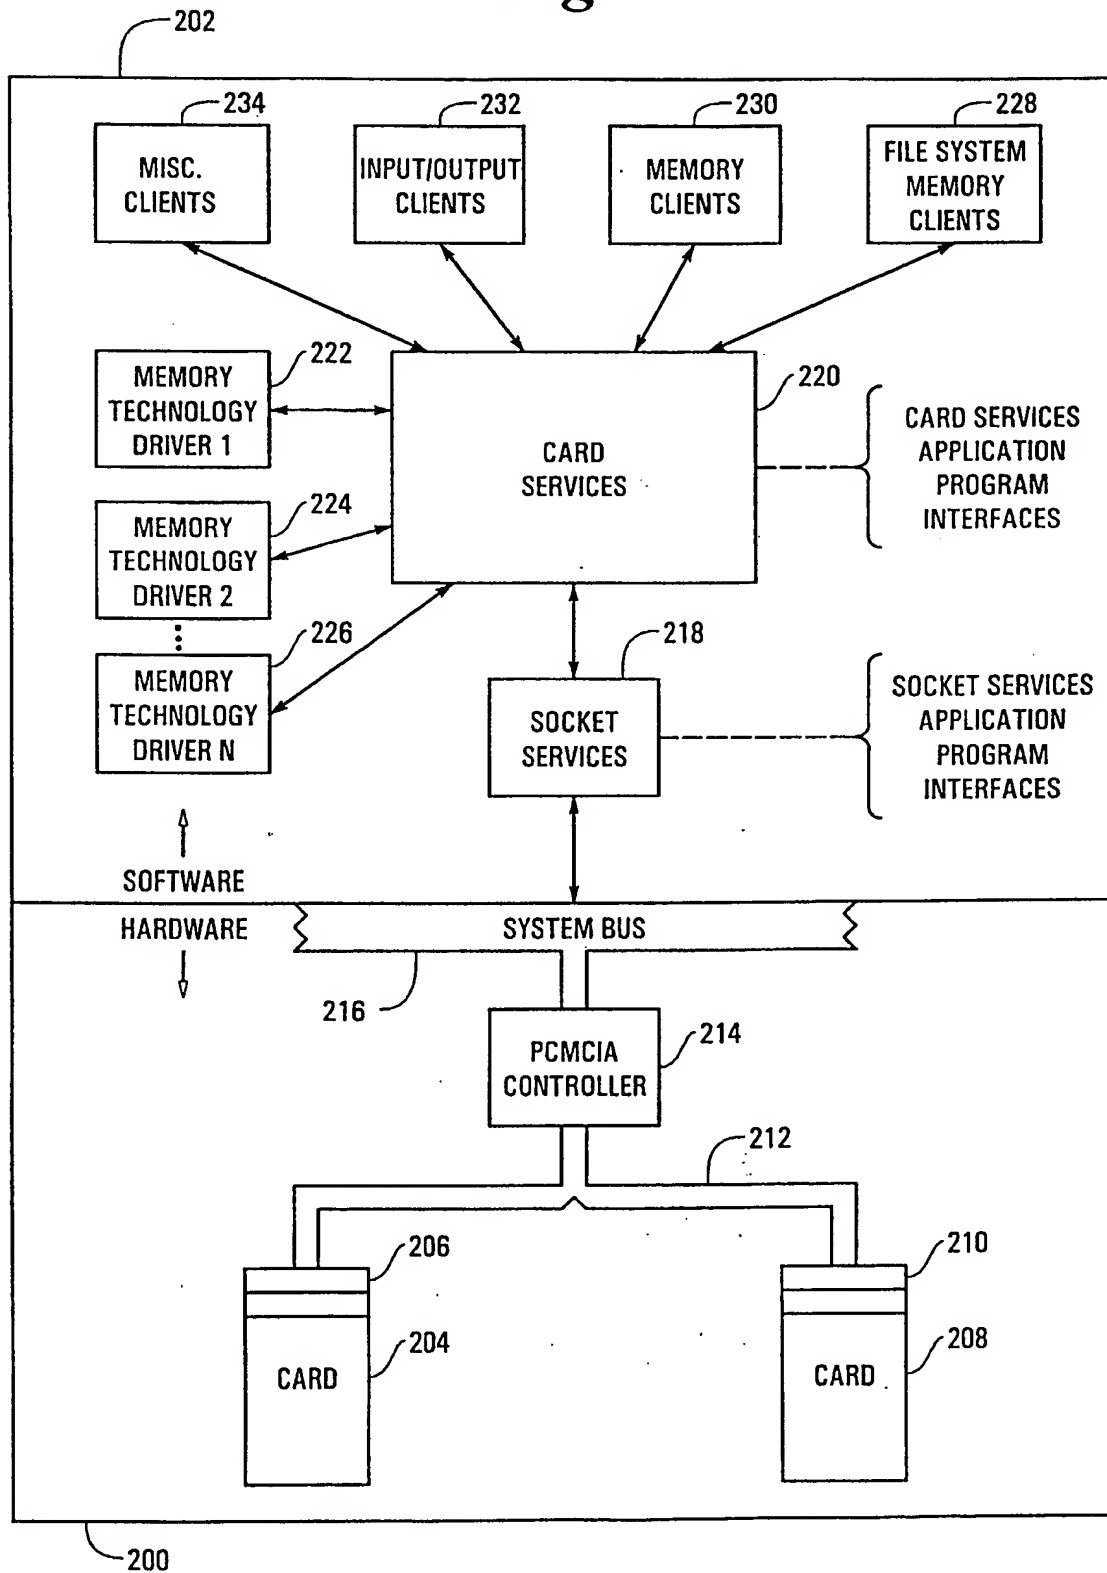 202
234
232
230
228
MISC.
CLIENTS
INPUT/OUTPUT
CLIENTS
MEMORY
CLIENTS
FILE SYSTEM
MEMORY
CLIENTS
222
MEMORY
TECHNOLOGY
DRIVER 1
220
CARD
SERVICES
CARD SERVICES
APPLICATION
PROGRAM
INTERFACES
224
MEMORY
TECHNOLOGY
DRIVER 2
226
MEMORY
TECHNOLOGY
DRIVER N
218
SOCKET
SERVICES
SOCKET SERVICES
APPLICATION
PROGRAM
INTERFACES
SOFTWARE
HARDWARE
SYSTEM BUS
216
PCMCIA
CONTROLLER
214
212
206
210
204
208
CARD
CARD
200